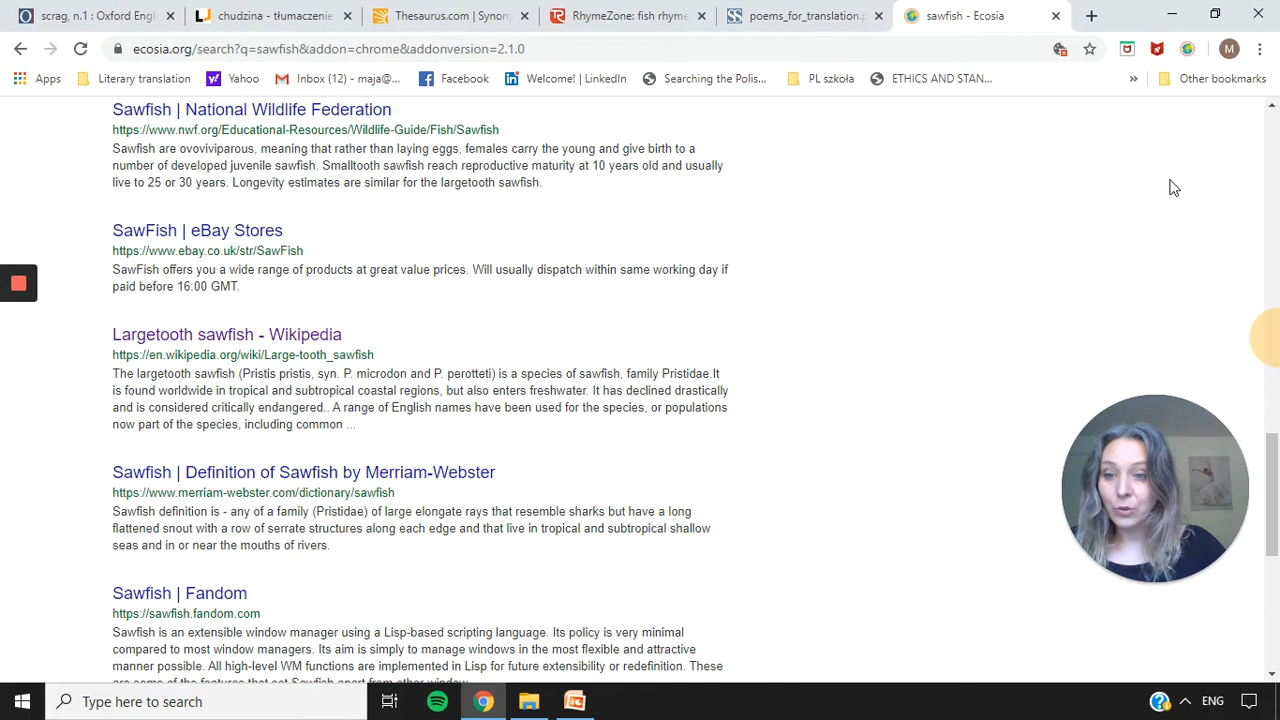 scrag, n.1 : Oxford Engl
chudzina - tłumaczenie
Thesaurus.com | Synony
RhymeZone: fish rhyme
poems_for_translation.p
sawfish - Ecosia
ecosia.org/search?q=sawfish&addon=chrome&addonversion=2.1.0
M
Apps
Literary translation
Yahoo
Inbox (12) - maja@...
Facebook
Welcome! | LinkedIn
Searching the Polis...
PL szkoła
ETHICS AND STAN...
»
Other bookmarks
Sawfish | National Wildlife Federation
https://www.nwf.org/Educational-Resources/Wildlife-Guide/Fish/Sawfish
Sawfish are ovoviviparous, meaning that rather than laying eggs, females carry the young and give birth to a
number of developed juvenile sawfish. Smalltooth sawfish reach reproductive maturity at 10 years old and usually
live to 25 or 30 years. Longevity estimates are similar for the largetooth sawfish.
SawFish | eBay Stores
https://www.ebay.co.uk/str/SawFish
SawFish offers you a wide range of products at great value prices. Will usually dispatch within same working day if
paid before 16:00 GMT.
Largetooth sawfish - Wikipedia
https://en.wikipedia.org/wiki/Large-tooth_sawfish
The largetooth sawfish (Pristis pristis, syn. P. microdon and P. perotteti) is a species of sawfish, family Pristidae.It
is found worldwide in tropical and subtropical coastal regions, but also enters freshwater. It has declined drastically
and is considered critically endangered.. A range of English names have been used for the species, or populations
now part of the species, including common ...
Sawfish | Definition of Sawfish by Merriam-Webster
https://www.merriam-webster.com/dictionary/sawfish
Sawfish definition is - any of a family (Pristidae) of large elongate rays that resemble sharks but have a long
flattened snout with a row of serrate structures along each edge and that live in tropical and subtropical shallow
seas and in or near the mouths of rivers.
Sawfish | Fandom
https://sawfish.fandom.com
Sawfish is an extensible window manager using a Lisp-based scripting language. Its policy is very minimal
compared to most window managers. Its aim is simply to manage windows in the most flexible and attractive
manner possible. All high-level WM functions are implemented in Lisp for future extensibility or redefinition. These
are some of the features that set Sawfish apart from other window
Type here to search
ENG